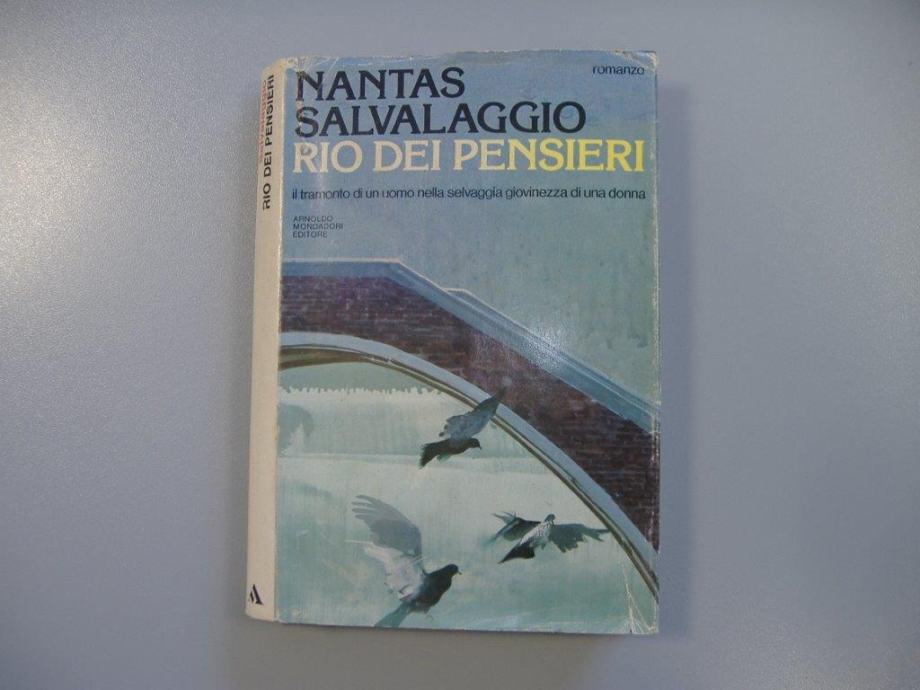 salvalaggio
RIO DEI PENSIERI
romanzo
NANTAS
SALVALAGGIO
RIO DEI PENSIERI
il tramonto di un uomo nella selvaggia giovinezza di una donna
ARNOLDO
MONDADORI
EDITORE